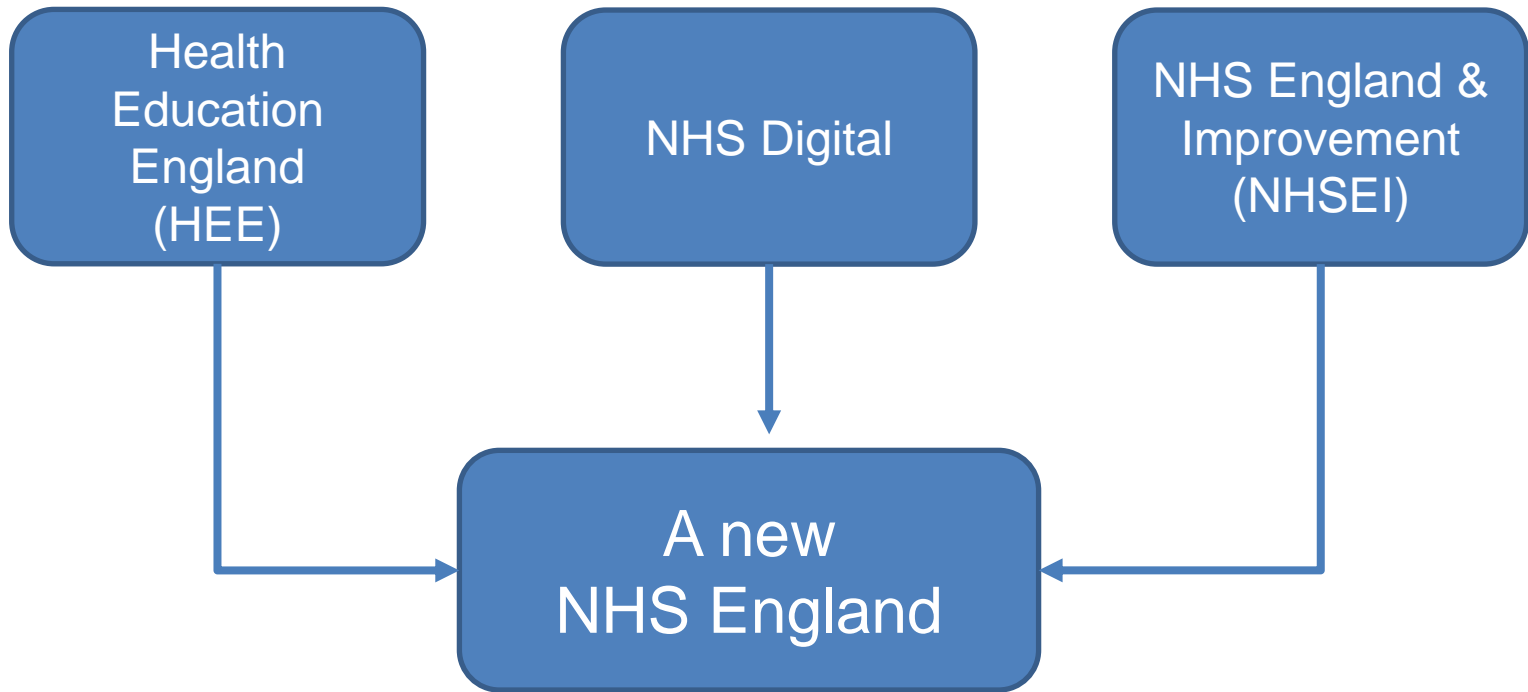 Health
Education
England
(HEE)
NHS Digital
NHS England &
Improvement
(NHSEI)
A new
NHS England